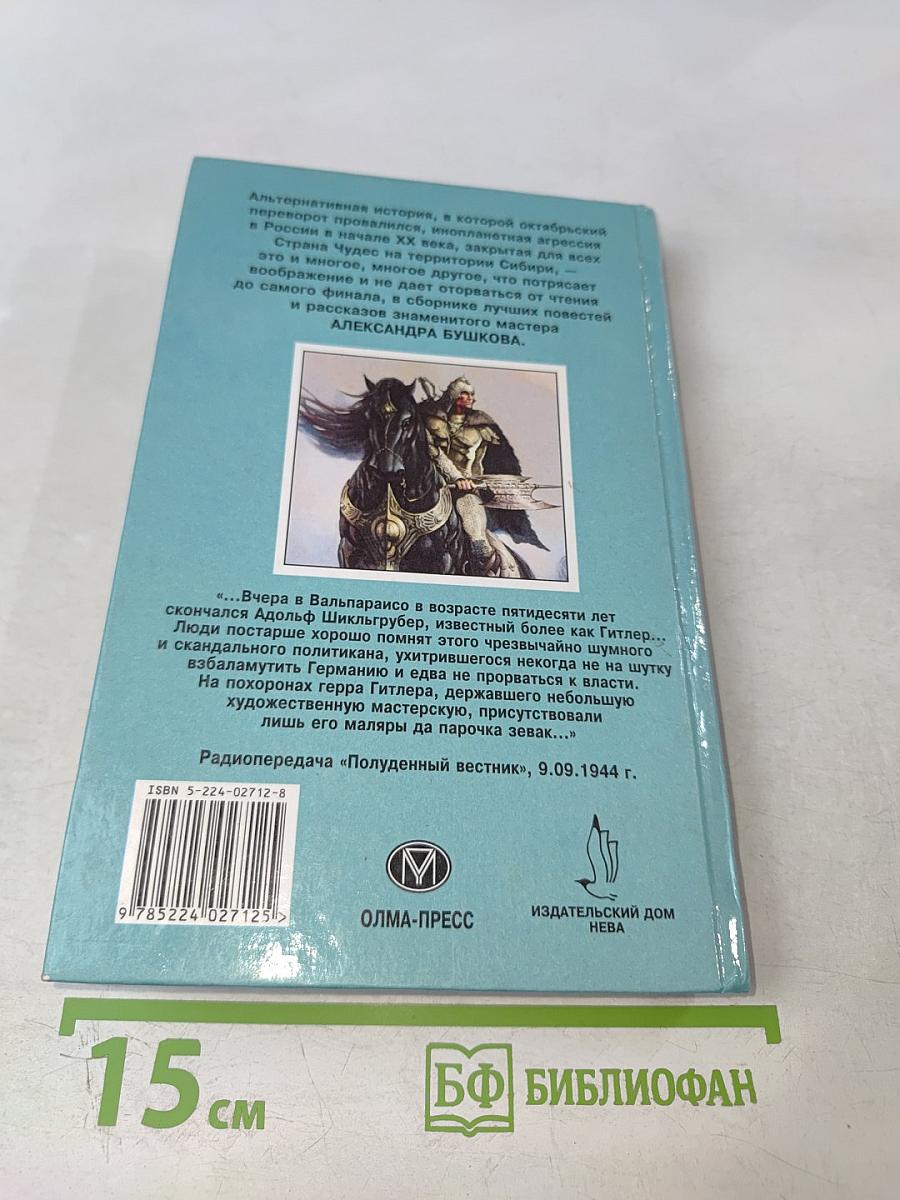 Альтернативная история, в которой октябрьский
переворот провалился, инопланетная агрессия
в России в начале XX века, закрытая для всех
Страна Чудес на территории Сибири, —
это и многое, многое другое, что потрясает
воображение и не дает оторваться от чтения
до самого финала, в сборнике лучших повестей
и рассказов знаменитого мастера
АЛЕКСАНДРА БУШКОВА.
«...Вчера в Вальпараисо в возрасте пятидесяти лет
скончался Адольф Шикльгрубер, известный более как Гитлер...
Люди постарше хорошо помнят этого чрезвычайно шумного
и скандального политикана, ухитрившегося некогда не на шутку
взбаламутить Германию и едва не прорваться к власти.
На похоронах герра Гитлера, державшего небольшую
художественную мастерскую, присутствовали
лишь его маляры да парочка зевак...»
Радиопередача «Полуденный вестник», 9.09.1944 г.
ISBN 5-224-02712-8
9 785224 027125 >
ОЛМА-ПРЕСС
ИЗДАТЕЛЬСКИЙ ДОМ
НЕВА
15 см
БФ БИБЛИОФАН